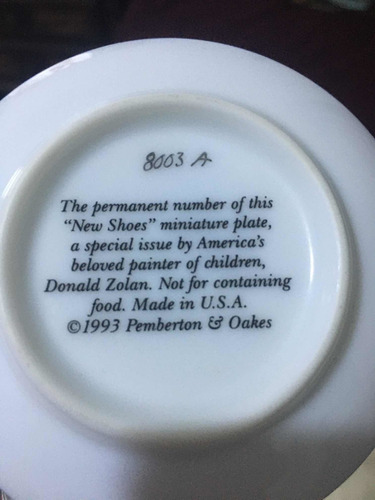 8003 A
The permanent number of this
"New Shoes" miniature plate,
a special issue by America's
beloved painter of children,
Donald Zolan. Not for containing
food. Made in U.S.A.
©1993 Pemberton & Oakes